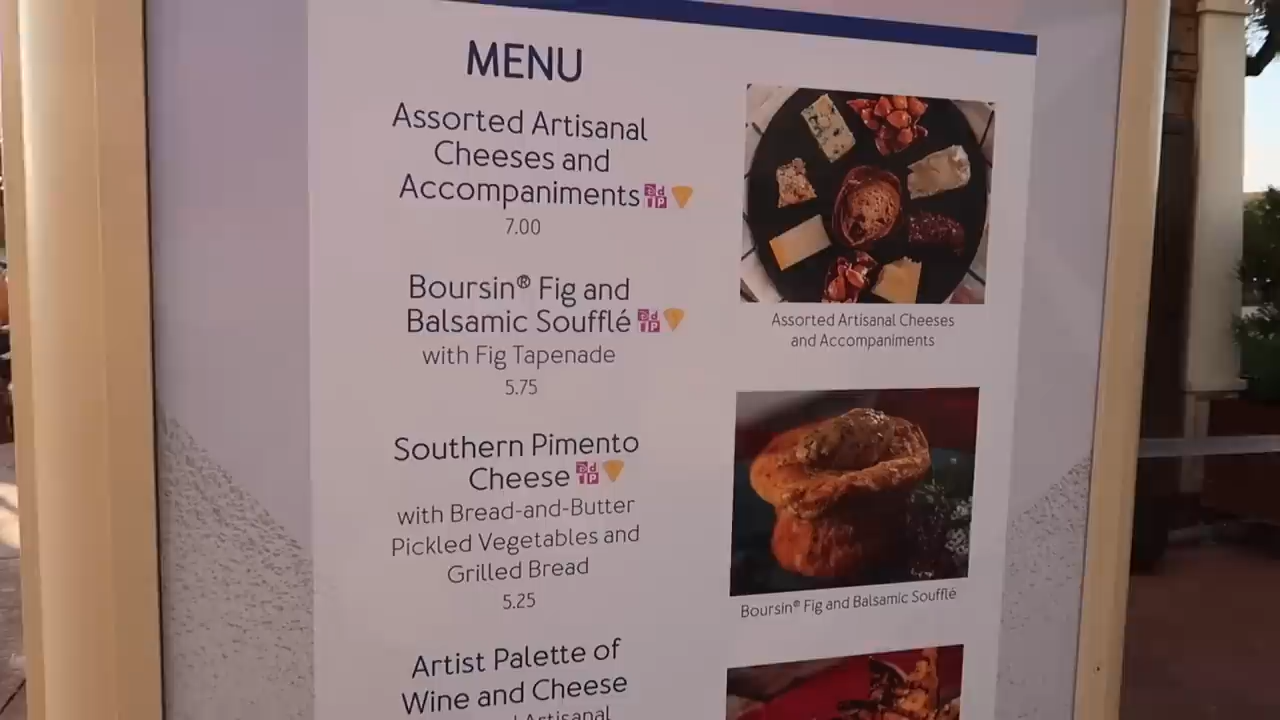 MENU
Assorted Artisanal
Cheeses and
Accompaniments
7.00
Boursin® Fig and
Balsamic Soufflé
with Fig Tapenade
5.75
Southern Pimento
Cheese
with Bread-and-Butter
Pickled Vegetables and
Grilled Bread
5.25
Artist Palette of
Wine and Cheese
Artisanal
Assorted Artisanal Cheeses
and Accompaniments
Boursin® Fig and Balsamic Soufflé